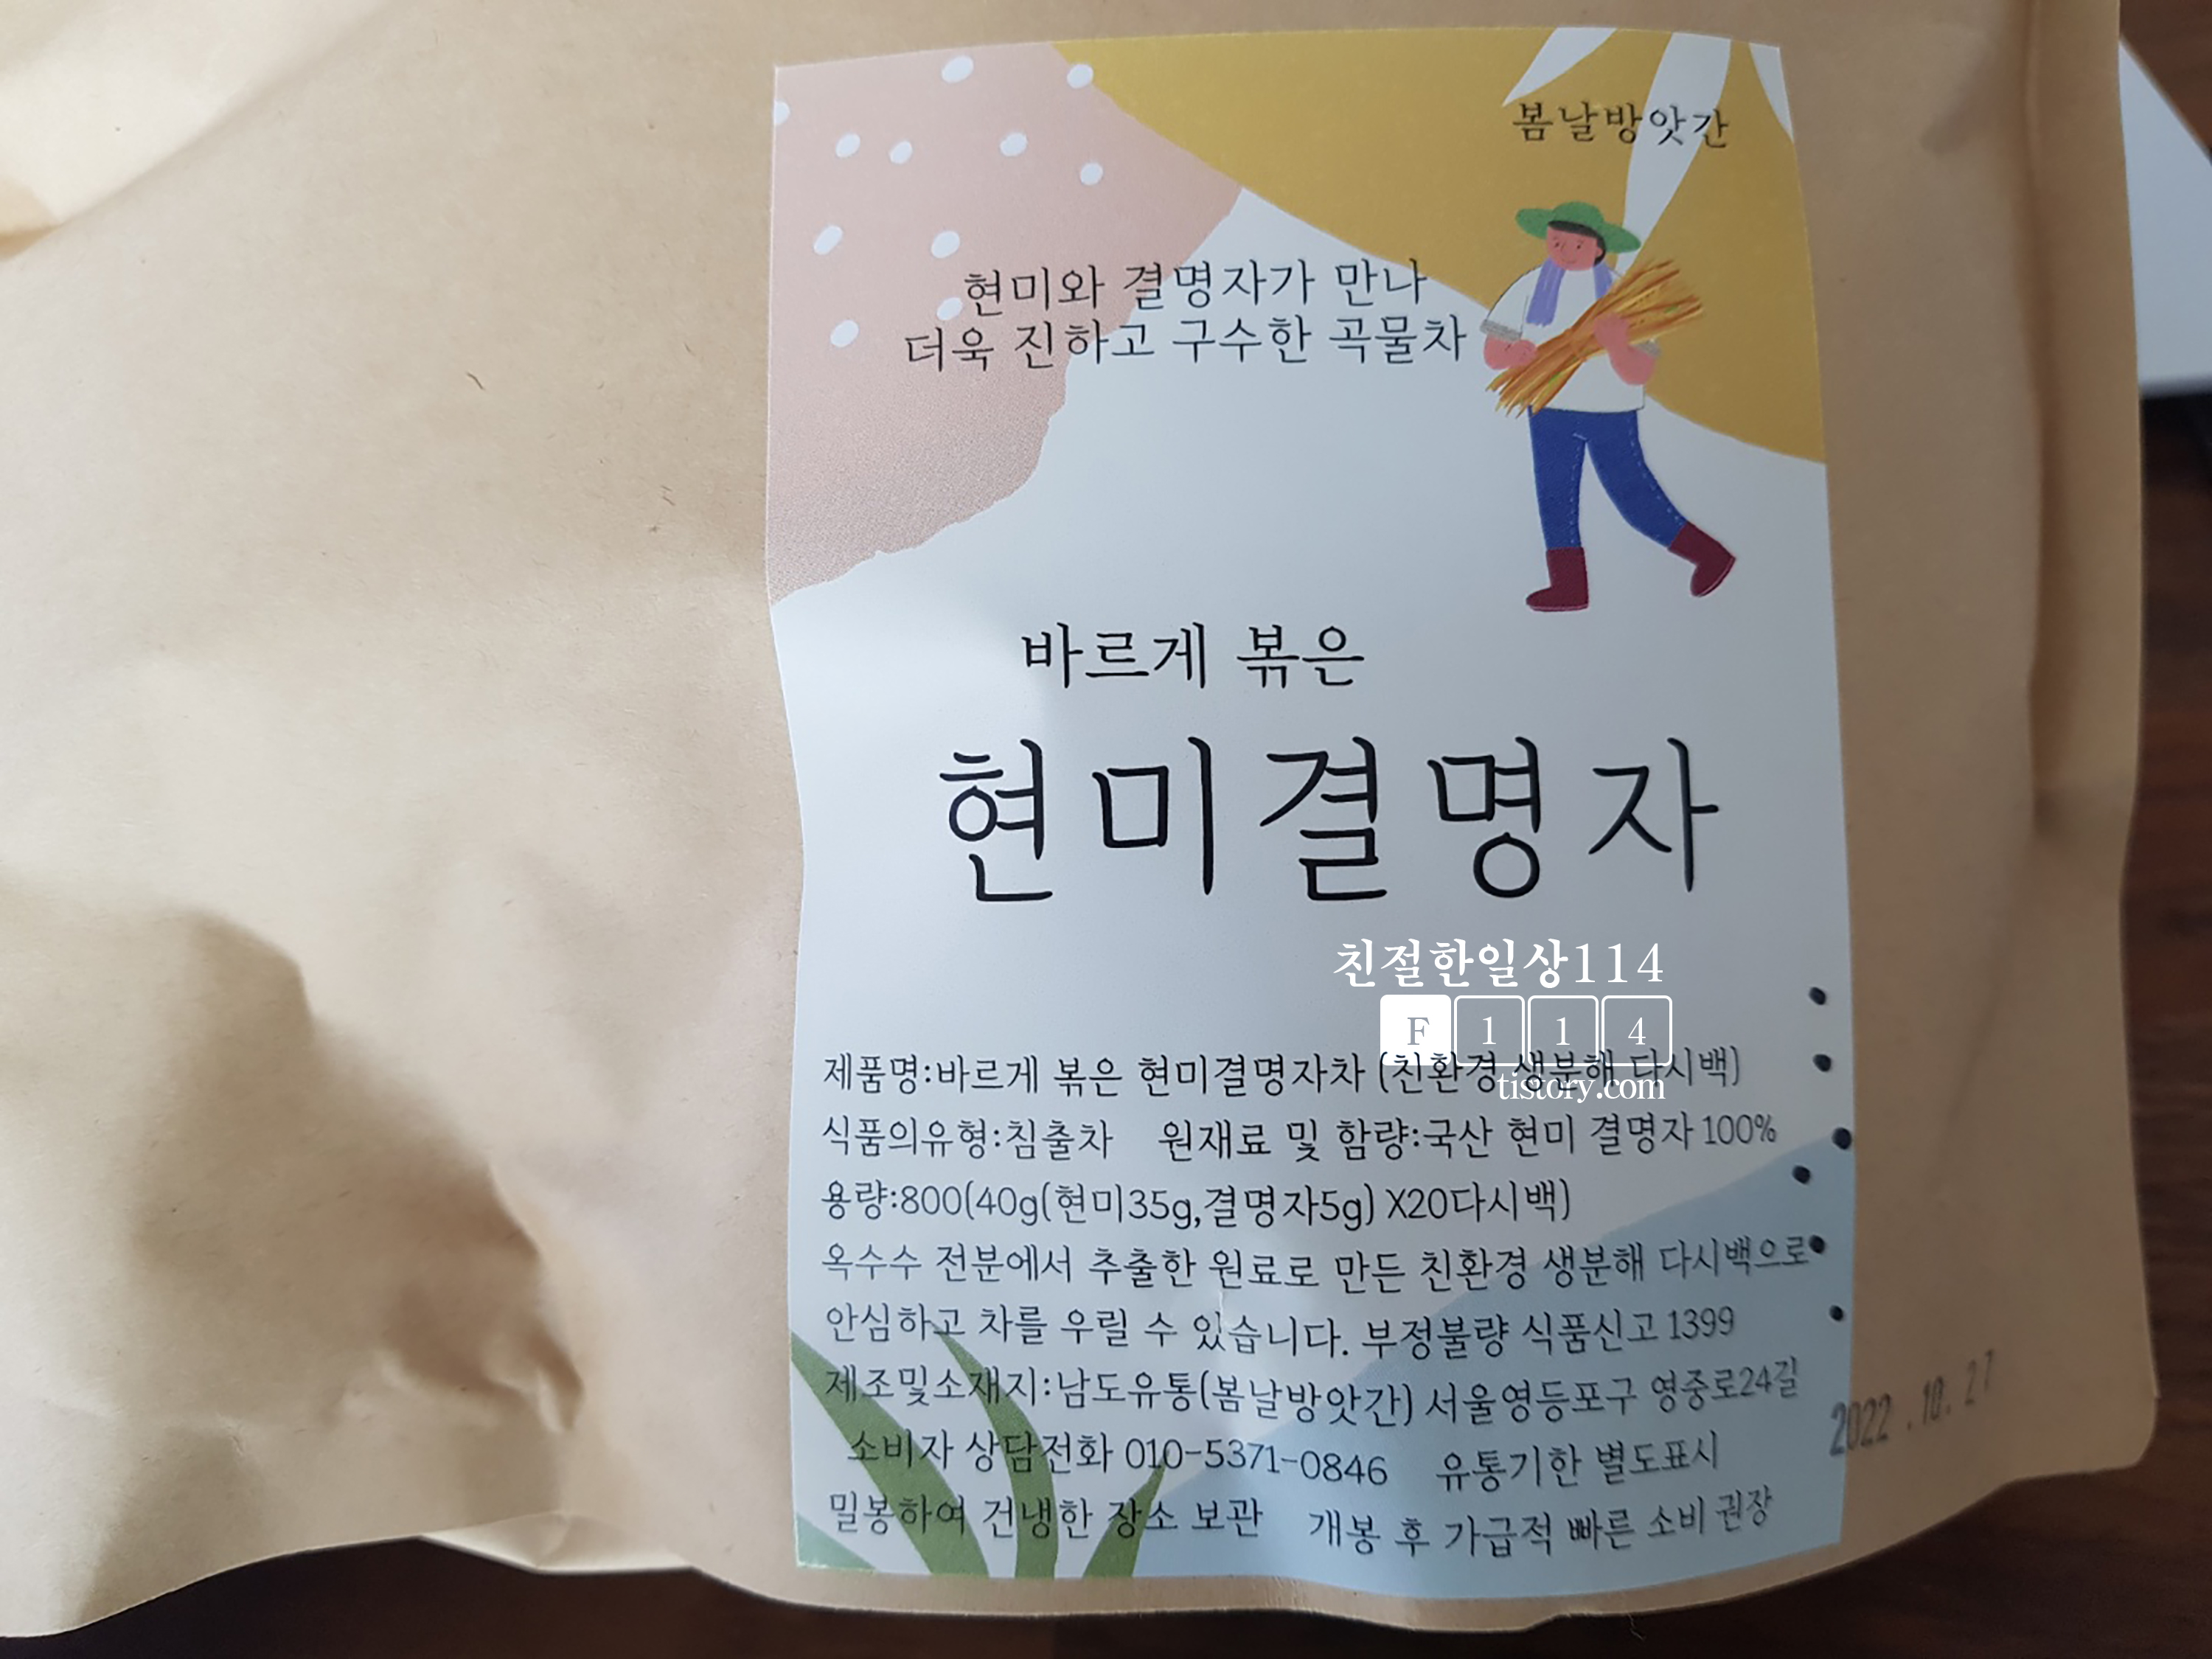 봄날방앗간
현미와 결명자가 만나
더욱 진하고 구수한 곡물차
바르게 볶은
현미결명자
친절한일상114
F 1 1 4
tistory.com
제품명:바르게 볶은 현미결명자차 (친환경 생분해 다시백)
식품의유형:침출차 원재료 및 함량:국산 현미 결명자 100%
용량:800(40g(현미35g,결명자5g) X20다시백)
옥수수 전분에서 추출한 원료로 만든 친환경 생분해 다시백으로
안심하고 차를 우릴 수 있습니다. 부정불량 식품신고 1399
제조및소재지:남도유통(봄날방앗간) 서울영등포구 영중로24길
소비자 상담전화 010-5371-0846 유통기한 별도표시
2022.10.27
밀봉하여 건냉한 장소 보관 개봉 후 가급적 빠른 소비 권장